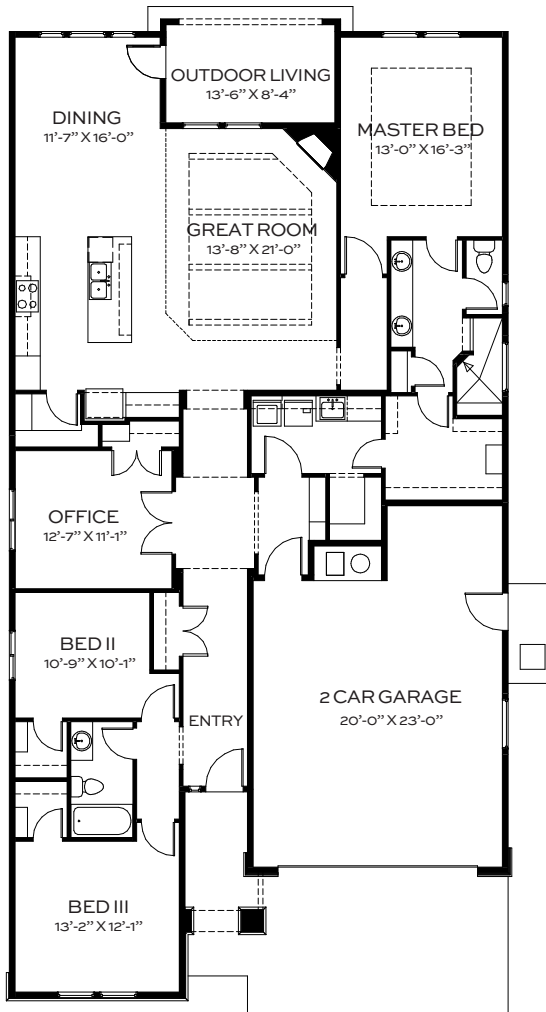 OUTDOOR LIVING
13'-6" X 8'-4"
DINING
11'-7" X 16'-0"
MASTER BED
13'-0" X 16'-3"
GREAT ROOM
13'-8" X 21'-0"
OFFICE
12'-7" X 11'-1"
BED II
10'-9" X 10'-1"
2 CAR GARAGE
20'-0" X 23'-0"
ENTRY
BED III
13'-2" X 12'-1"